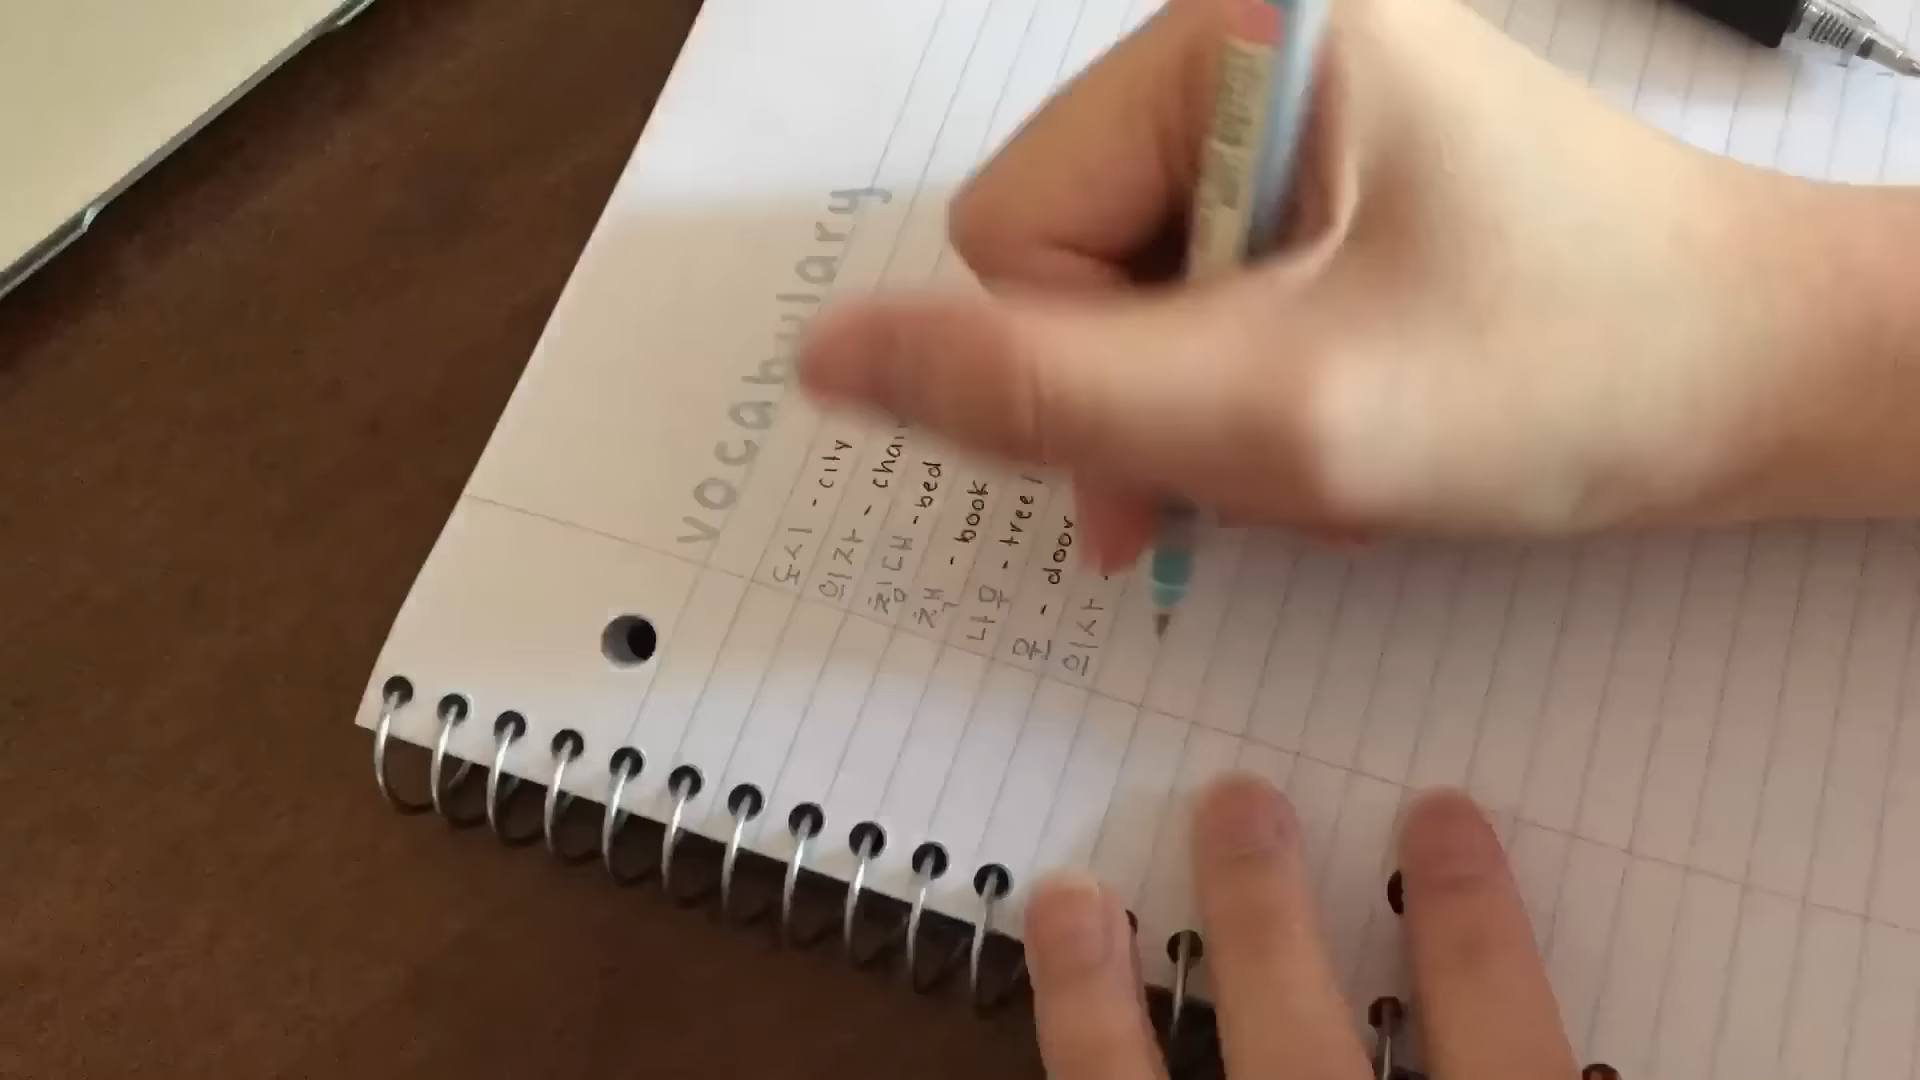 vocabulary
도시 - city
의자 - chair
침대 - bed
책 - book
나무 - tree
문 - door
의사 -